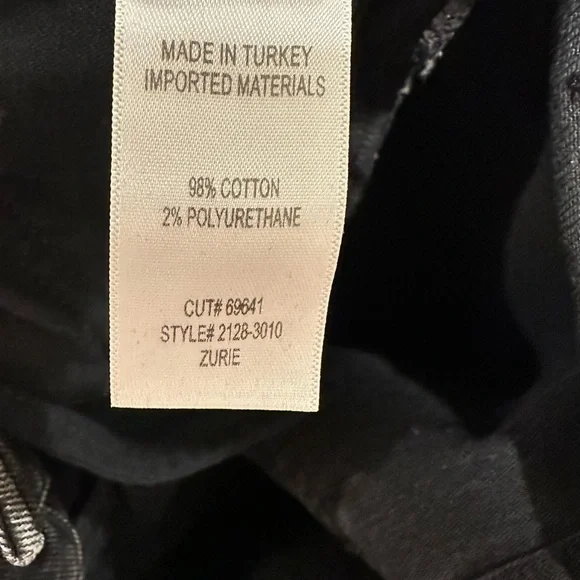 MADE IN TURKEY
IMPORTED MATERIALS
98% COTTON
2% POLYURETHANE
CUT# 69641
STYLE# 2128-3010
ZURIE